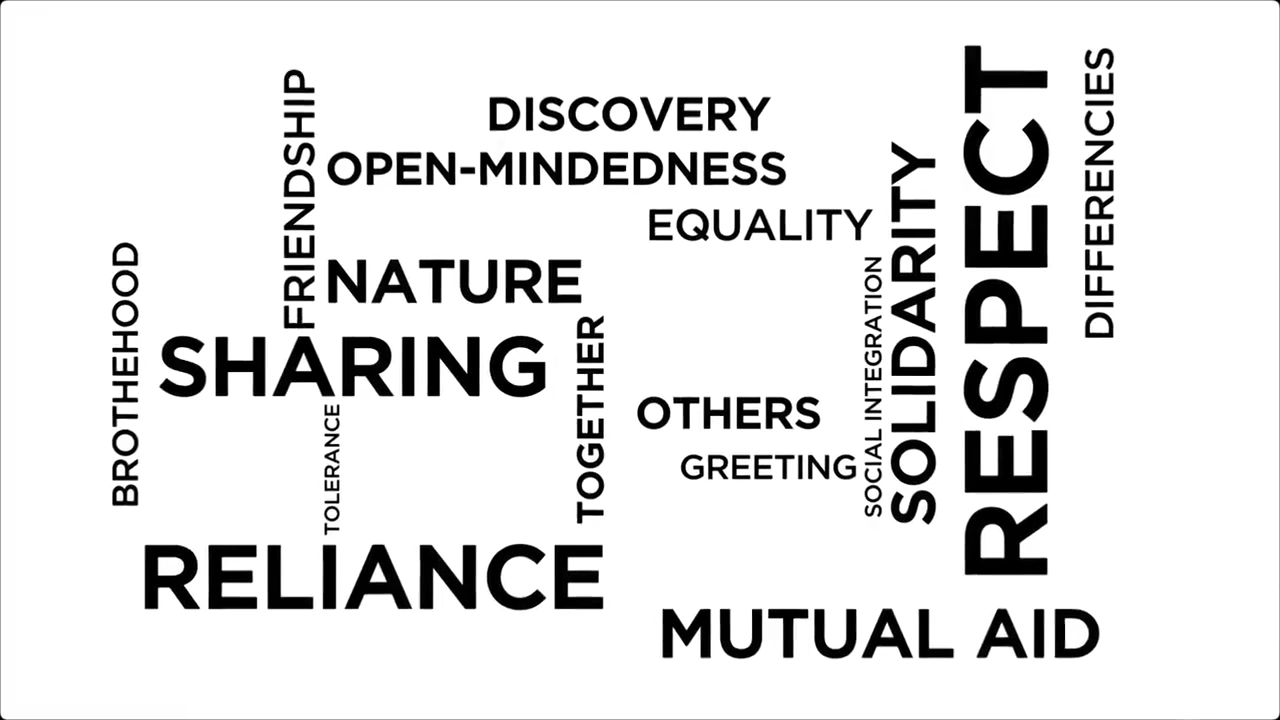 DISCOVERY
OPEN-MINDEDNESS
EQUALITY
FRIENDSHIP
NATURE
BROTHEHOOD
SHARING
TOGETHER
TOLERANCE
RELIANCE
OTHERS
GREETING
SOCIAL INTEGRATION
SOLIDARITY
RESPECT
DIFFERENCIES
MUTUAL AID